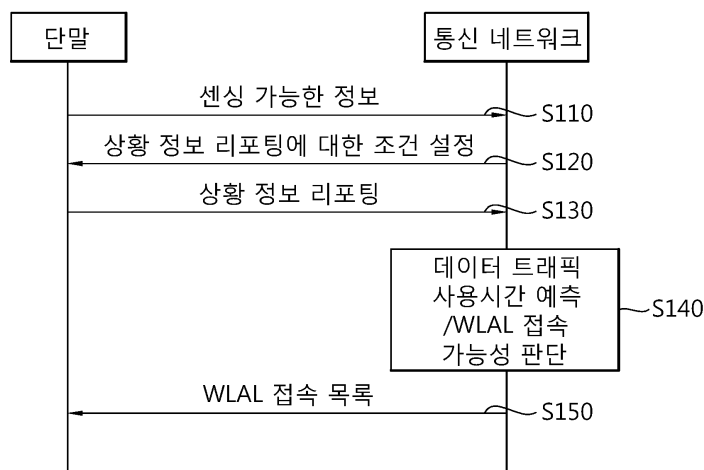 단말
통신 네트워크
센싱 가능한 정보
S110
상황 정보 리포팅에 대한 조건 설정
S120
상황 정보 리포팅
S130
데이터 트래픽
사용시간 예측
/WLAL 접속
가능성 판단
S140
WLAL 접속 목록
S150